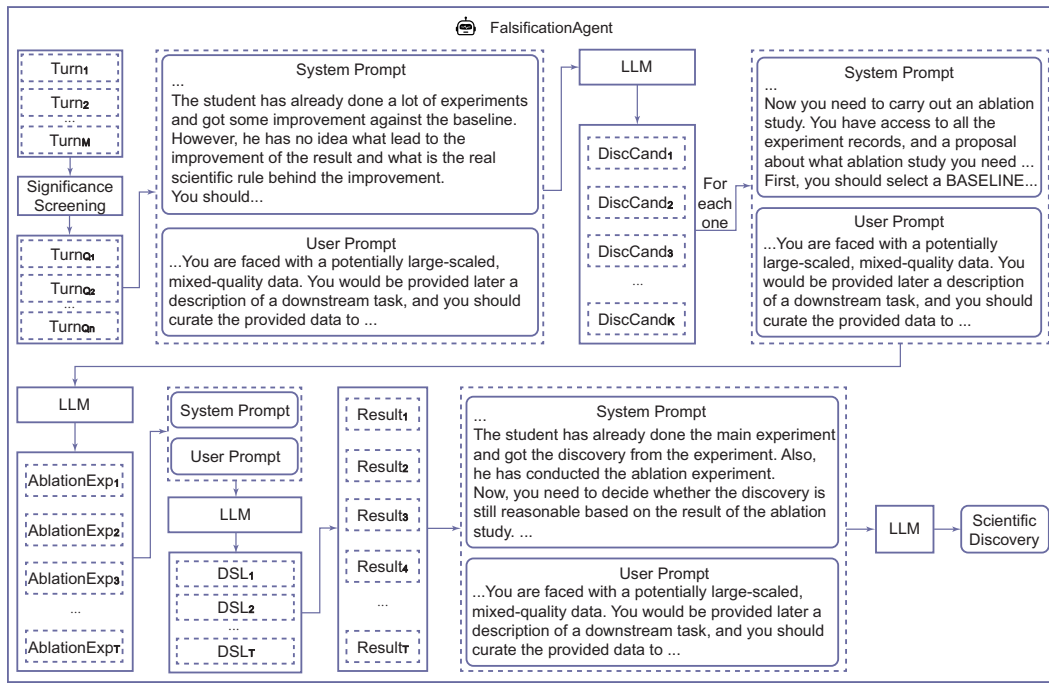 FalsificationAgent
Turn1
Turn2
...
TurnM
Significance
Screening
TurnQ1
TurnQ2
...
TurnQn
System Prompt
...
The student has already done a lot of experiments
and got some improvement against the baseline.
However, he has no idea what lead to the
improvement of the result and what is the real
scientific rule behind the improvement.
You should...
User Prompt
...You are faced with a potentially large-scaled,
mixed-quality data. You would be provided later a
description of a downstream task, and you should
curate the provided data to ...
LLM
DiscCand1
DiscCand2
DiscCand3
...
DiscCandK
For
each
one
System Prompt
...
Now you need to carry out an ablation
study. You have access to all the
experiment records, and a proposal
about what ablation study you need ...
First, you should select a BASELINE...
User Prompt
...You are faced with a potentially
large-scaled, mixed-quality data. You
would be provided later a description
of a downstream task, and you should
curate the provided data to ...
LLM
AblationExp1
AblationExp2
AblationExp3
...
AblationExpT
System Prompt
User Prompt
LLM
DSL1
DSL2
...
DSLT
Result1
Result2
Result3
Result4
...
ResultT
System Prompt
...
The student has already done the main experiment
and got the discovery from the experiment. Also,
he has conducted the ablation experiment.
Now, you need to decide whether the discovery is
still reasonable based on the result of the ablation
study. ...
User Prompt
...You are faced with a potentially large-scaled,
mixed-quality data. You would be provided later a
description of a downstream task, and you should
curate the provided data to ...
LLM
Scientific
Discovery